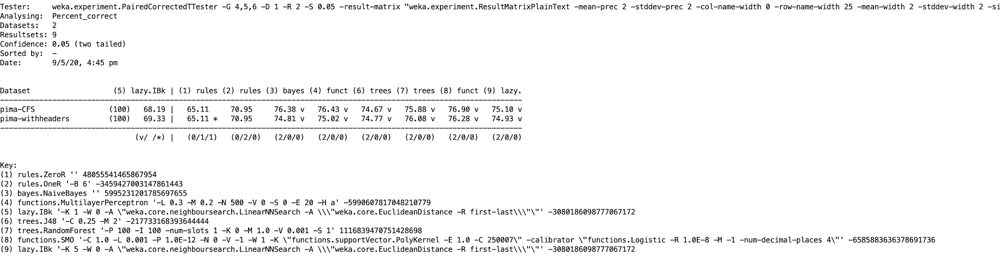 Tester:     weka.experiment.PairedCorrectedTTester -G 4,5,6 -D 1 -R 2 -S 0.05 -result-matrix "weka.experiment.ResultMatrixPlainText -mean-prec 2 -stddev-prec 2 -col-name-width 0 -row-name-width 25 -mean-width 2 -stddev-width 2 -si
Analysing:  Percent_correct
Datasets:   2
Resultsets: 9
Confidence: 0.05 (two tailed)
Sorted by:  -
Date:       9/5/20, 4:45 pm
Dataset                   (5) lazy.IBk | (1) rules (2) rules (3) bayes (4) funct (6) trees (7) trees (8) funct (9) lazy.
------------------------------------------------------------------------------------------------------------------------
pima-CFS                 (100)   68.19 |   65.11     70.95     76.38 v   76.43 v   74.67 v   75.88 v   76.90 v   75.10 v
pima-withheaders         (100)   69.33 |   65.11 *   70.95     74.81 v   75.02 v   74.77 v   76.08 v   76.28 v   74.93 v
------------------------------------------------------------------------------------------------------------------------
                               (v/ /*) |   (0/1/1)   (0/2/0)   (2/0/0)   (2/0/0)   (2/0/0)   (2/0/0)   (2/0/0)   (2/0/0)
Key:
(1) rules.ZeroR '' 48055541465867954
(2) rules.OneR '-B 6' -3459427003147861443
(3) bayes.NaiveBayes '' 5995231201785697655
(4) functions.MultilayerPerceptron '-L 0.3 -M 0.2 -N 500 -V 0 -S 0 -E 20 -H a' -5990607817048210779
(5) lazy.IBk '-K 1 -W 0 -A \"weka.core.neighboursearch.LinearNNSearch -A \\\"weka.core.EuclideanDistance -R first-last\\\"\"' -3080186098777067172
(6) trees.J48 '-C 0.25 -M 2' -217733168393644444
(7) trees.RandomForest '-P 100 -I 100 -num-slots 1 -K 0 -M 1.0 -V 0.001 -S 1' 1116839470751428698
(8) functions.SMO '-C 1.0 -L 0.001 -P 1.0E-12 -N 0 -V -1 -W 1 -K \"functions.supportVector.PolyKernel -E 1.0 -C 250007\" -calibrator \"functions.Logistic -R 1.0E-8 -M -1 -num-decimal-places 4\"' -6585883636378691736
(9) lazy.IBk '-K 5 -W 0 -A \"weka.core.neighboursearch.LinearNNSearch -A \\\"weka.core.EuclideanDistance -R first-last\\\"\"' -3080186098777067172